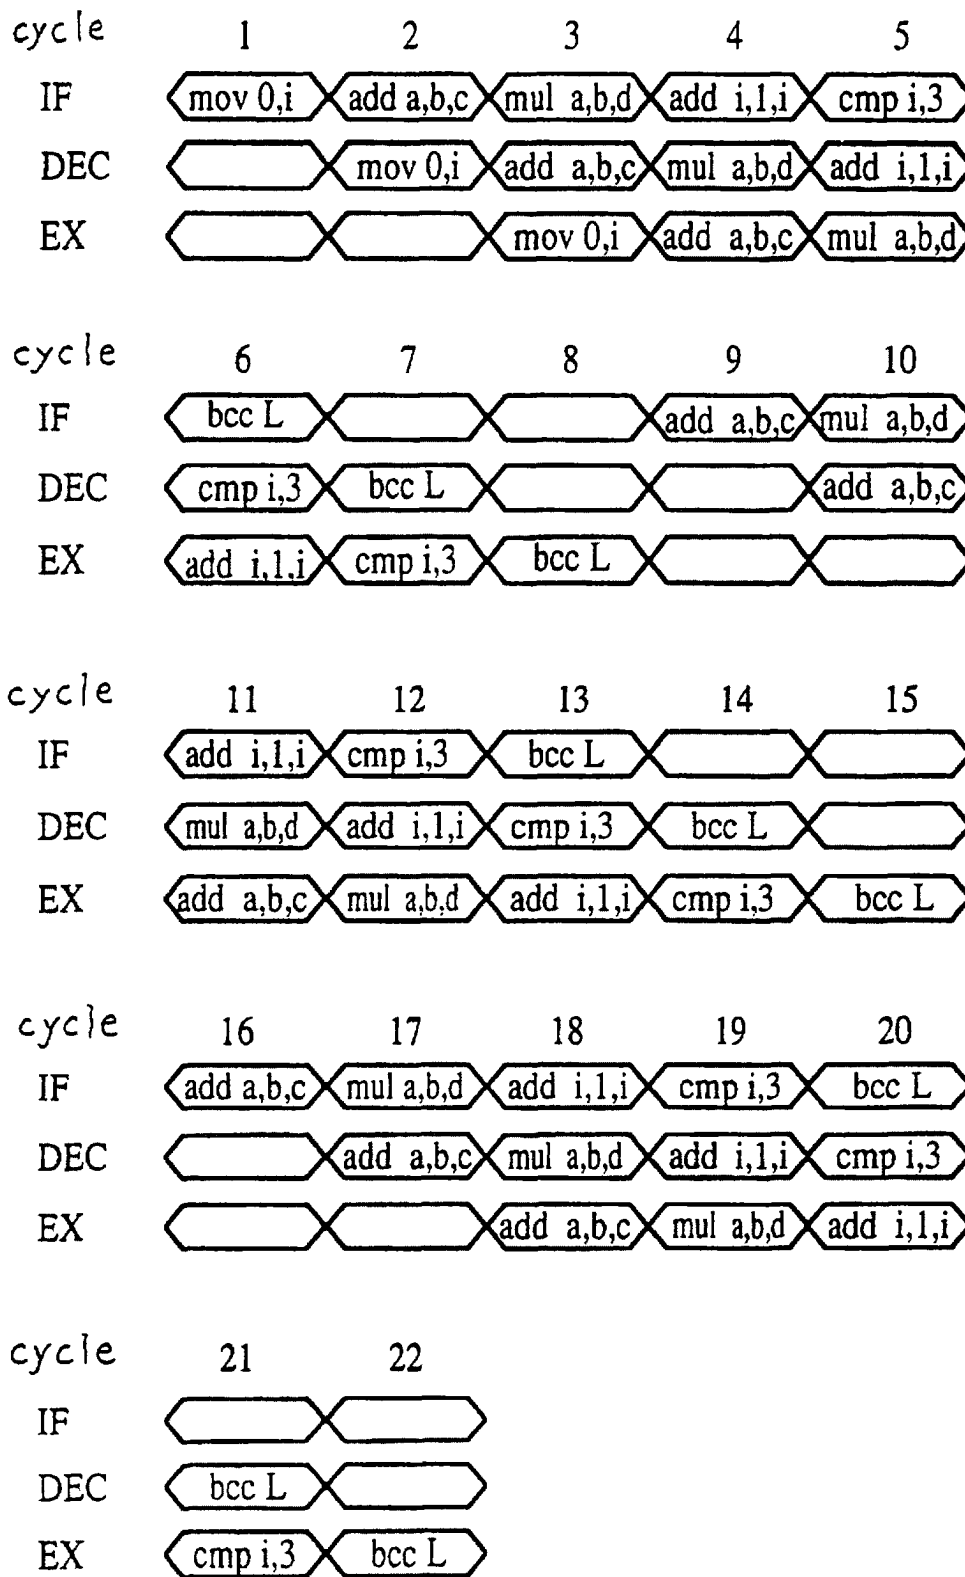 cycle 1 2 3 4 5
IF mov 0,i add a,b,c mul a,b,d add i,1,i cmp i,3
DEC mov 0,i add a,b,c mul a,b,d add i,1,i
EX mov 0,i add a,b,c mul a,b,d
cycle 6 7 8 9 10
IF bcc L add a,b,c mul a,b,d
DEC cmp i,3 bcc L add a,b,c
EX add i,1,i cmp i,3 bcc L
cycle 11 12 13 14 15
IF add i,1,i cmp i,3 bcc L
DEC mul a,b,d add i,1,i cmp i,3 bcc L
EX add a,b,c mul a,b,d add i,1,i cmp i,3 bcc L
cycle 16 17 18 19 20
IF add a,b,c mul a,b,d add i,1,i cmp i,3 bcc L
DEC add a,b,c mul a,b,d add i,1,i cmp i,3
EX add a,b,c mul a,b,d add i,1,i
cycle 21 22
IF
DEC bcc L
EX cmp i,3 bcc L